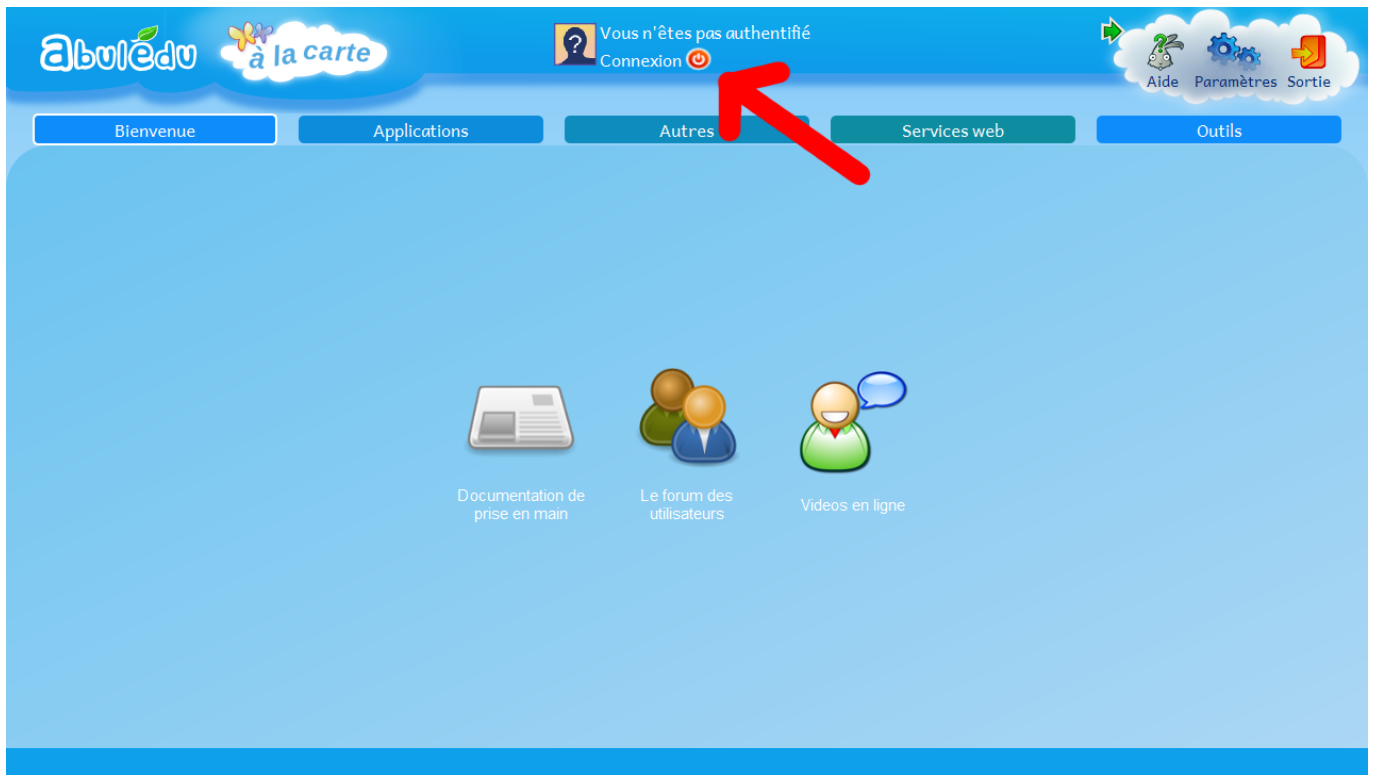 abulédu
à la carte
Vous n'êtes pas authentifié
Connexion
Aide
Paramètres
Sortie
Bienvenue
Applications
Autres
Services web
Outils
Documentation de
prise en main
Le forum des
utilisateurs
Videos en ligne